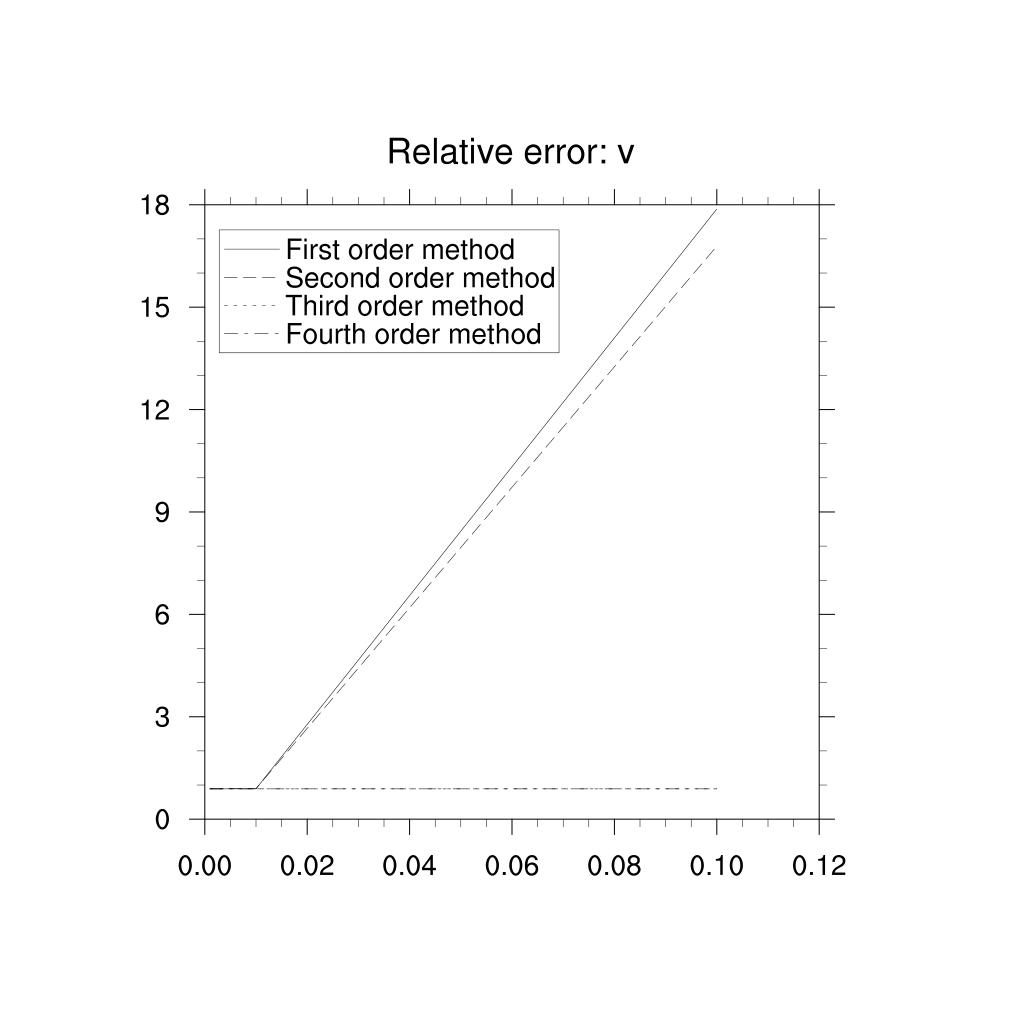 Relative error: v
18
First order method
Second order method
Third order method
Fourth order method
15
12
9
6
3
0
0.00 0.02 0.04 0.06 0.08 0.10 0.12